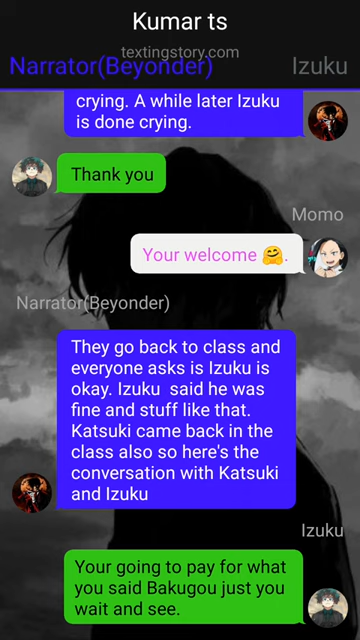 Kumar ts
textingstory.com
Narrator(Beyonder)
Izuku
crying. A while later Izuku
is done crying.
Thank you
Momo
Your welcome 🤗.
Narrator(Beyonder)
They go back to class and
everyone asks is Izuku is
okay. Izuku said he was
fine and stuff like that.
Katsuki came back in the
class also so here's the
conversation with Katsuki
and Izuku
Izuku
Your going to pay for what
you said Bakugou just you
wait and see.